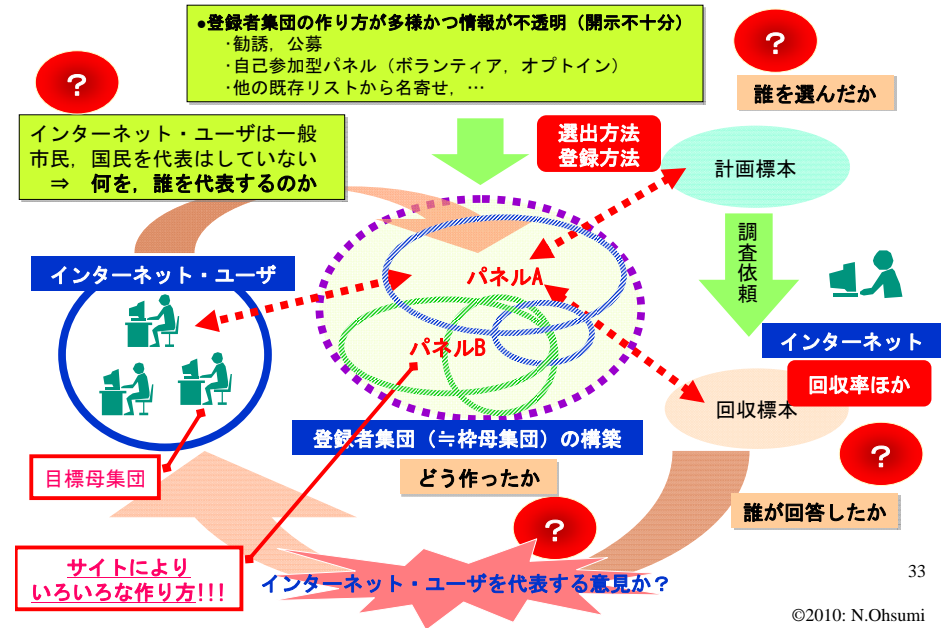 ●登録者集団の作り方が多様かつ情報が不透明（開示不十分）
・勧誘，公募
・自己参加型パネル（ボランティア，オプトイン）
・他の既存リストから名寄せ，…
？
？
誰を選んだか
インターネット・ユーザは一般
市民，国民を代表はしていない
⇒ 何を，誰を代表するのか
選出方法
登録方法
計画標本
調査依頼
インターネット・ユーザ
パネルA
パネルB
インターネット
回収率ほか
回収標本
登録者集団（≒枠母集団）の構築
どう作ったか
目標母集団
？
誰が回答したか
？
サイトにより
いろいろな作り方!!!
インターネット・ユーザを代表する意見か？
33
©2010: N.Ohsumi